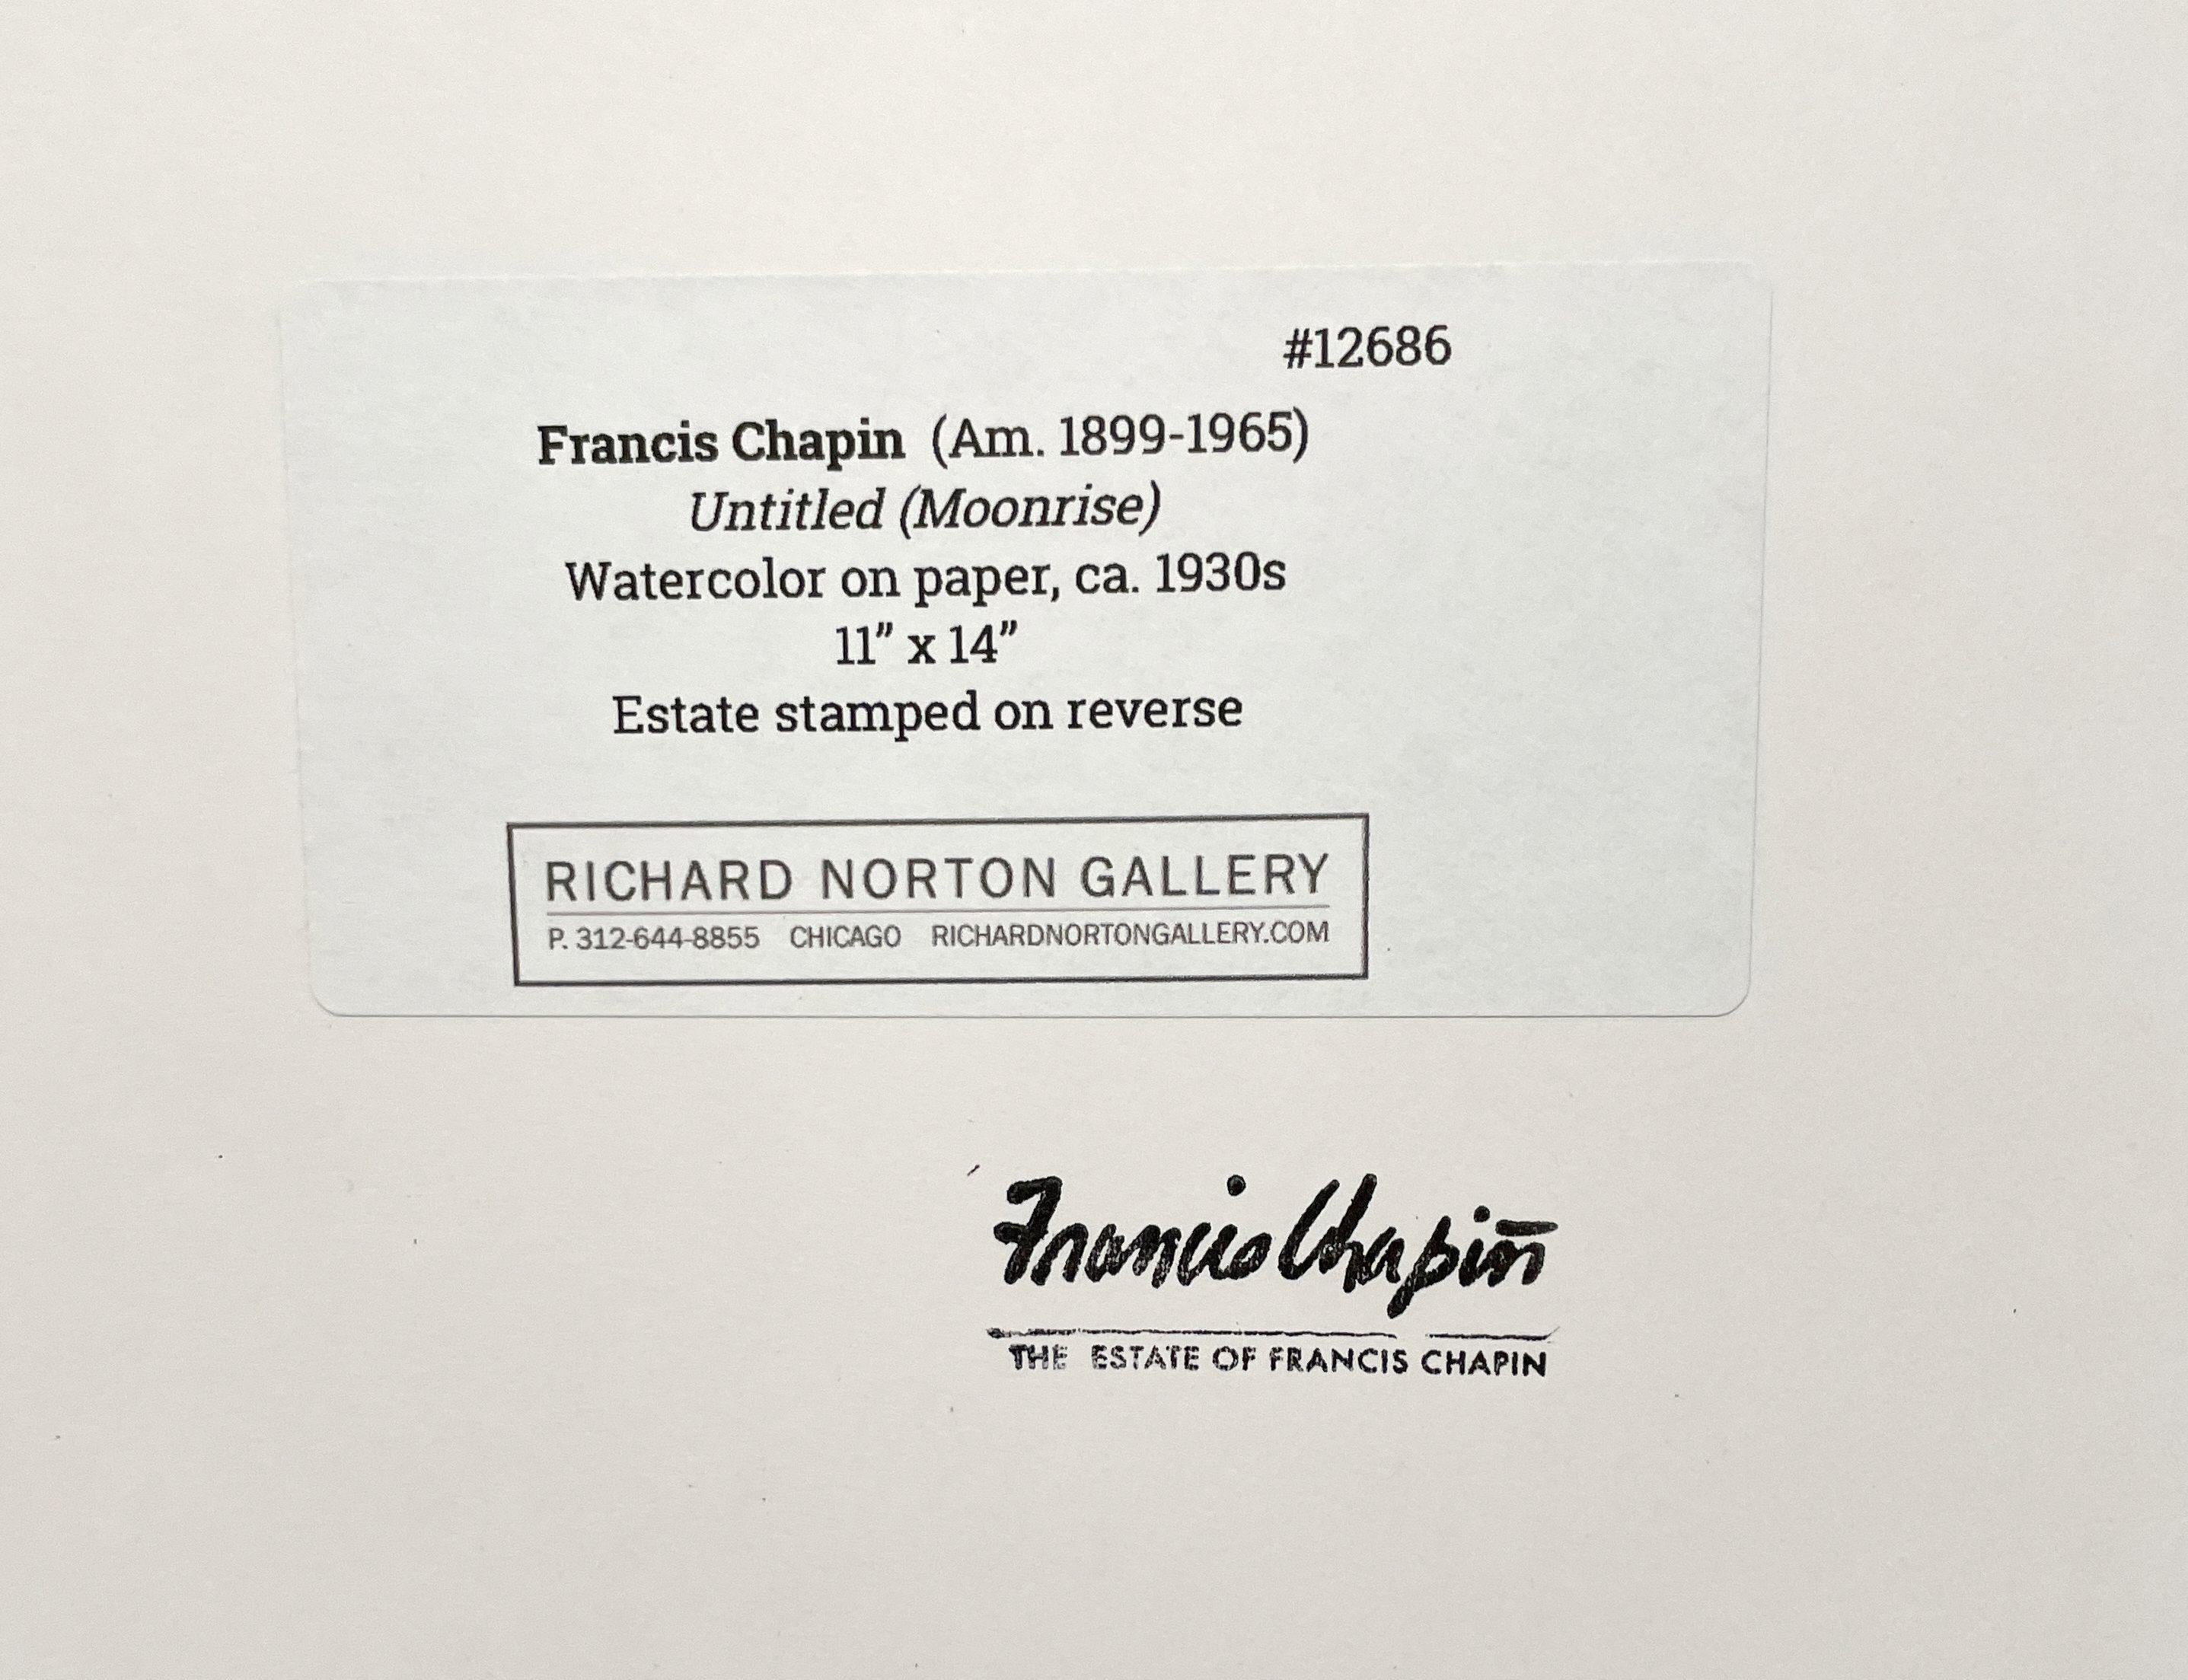 #12686
Francis Chapin (Am. 1899-1965)
Untitled (Moonrise)
Watercolor on paper, ca. 1930s
11” x 14”
Estate stamped on reverse
RICHARD NORTON GALLERY
P. 312-644-8855 CHICAGO RICHARDNORTONGALLERY.COM
Francis Chapin
THE ESTATE OF FRANCIS CHAPIN